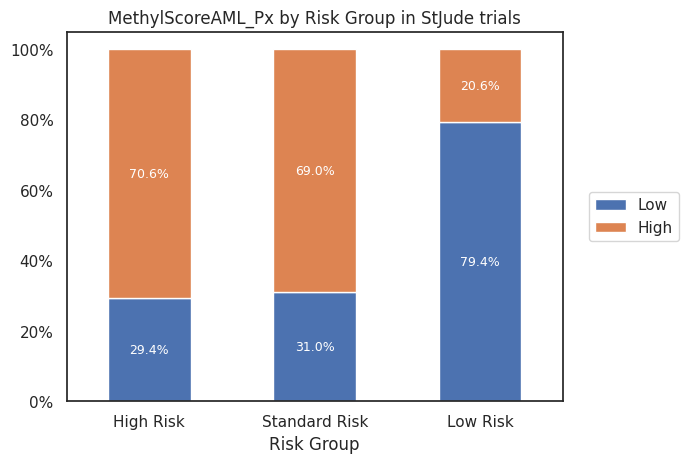 MethylScoreAML_Px by Risk Group in StJude trials
100%
80%
60%
40%
20%
0%
70.6%
69.0%
20.6%
29.4%
31.0%
79.4%
High Risk
Standard Risk
Low Risk
Risk Group
Low
High